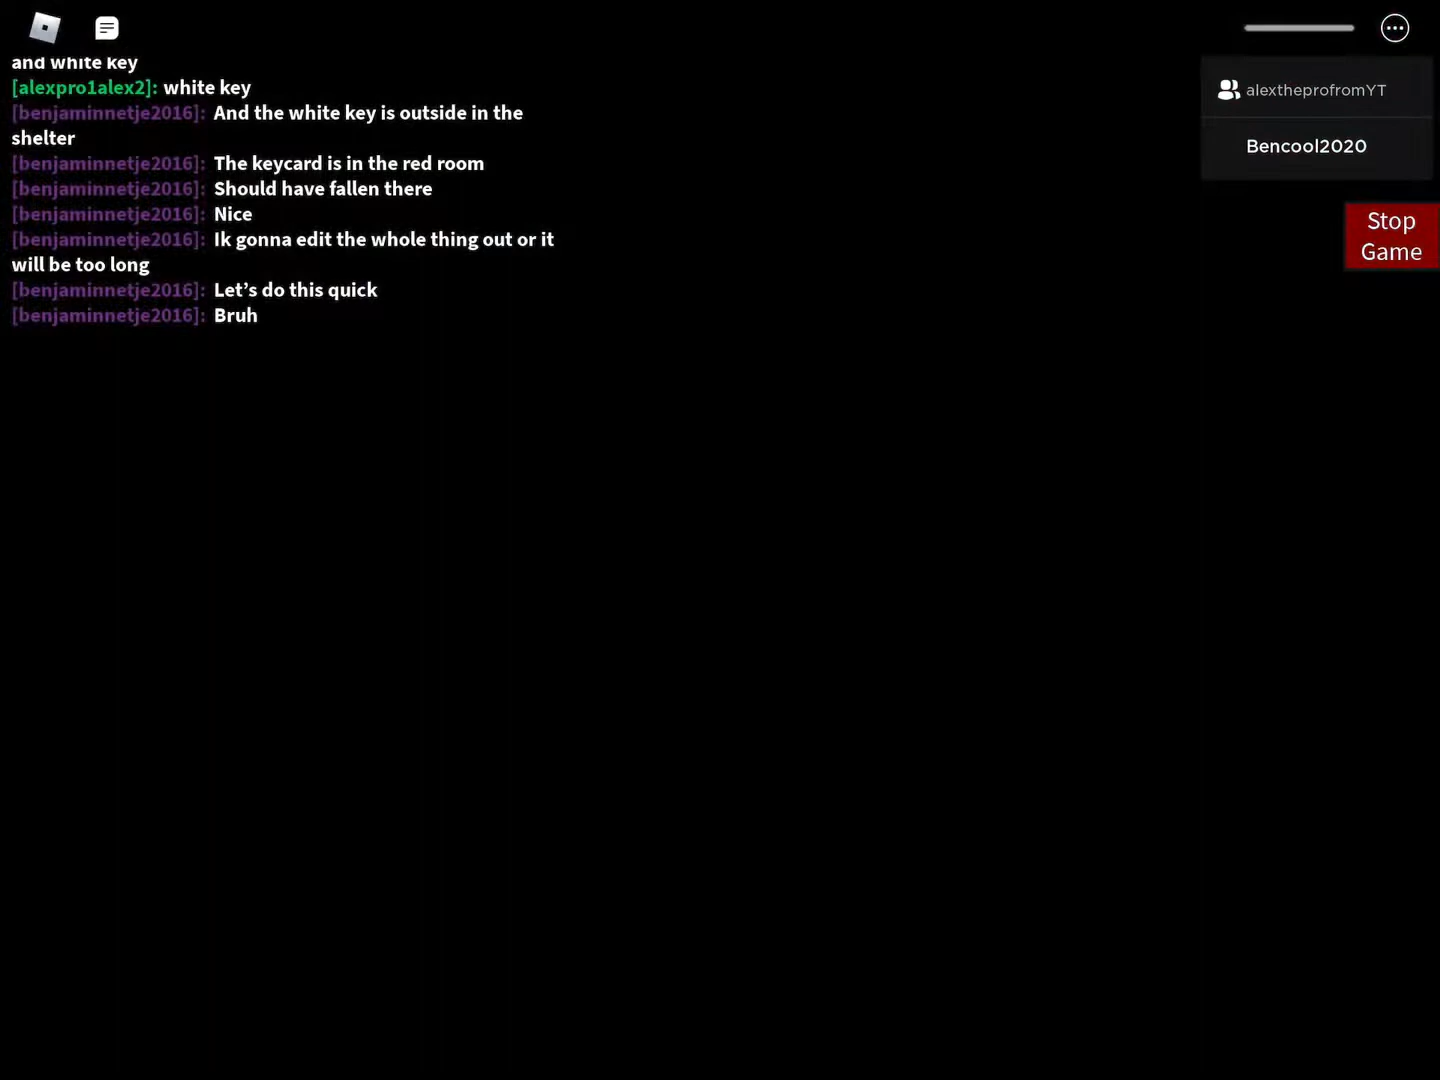 and white key
[alexpro1alex2]: white key
[benjaminnetje2016]: And the white key is outside in the
shelter
[benjaminnetje2016]: The keycard is in the red room
[benjaminnetje2016]: Should have fallen there
[benjaminnetje2016]: Nice
[benjaminnetje2016]: Ik gonna edit the whole thing out or it
will be too long
[benjaminnetje2016]: Let’s do this quick
[benjaminnetje2016]: Bruh
alextheprofromYT
Bencool2020
Stop
Game